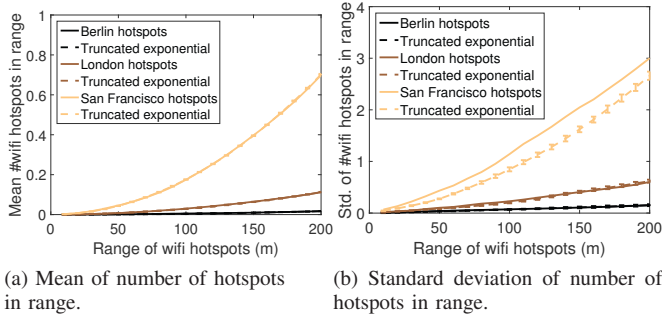 Mean #wifi hotspots in range
1
0.8
0.6
0.4
0.2
0
Berlin hotspots
Truncated exponential
London hotspots
Truncated exponential
San Francisco hotspots
Truncated exponential
0 50 100 150 200
Range of wifi hotspots (m)
(a) Mean of number of hotspots
in range.
Std. of #wifi hotspots in range
4
3
2
1
0
Berlin hotspots
Truncated exponential
London hotspots
Truncated exponential
San Francisco hotspots
Truncated exponential
0 50 100 150 200
Range of wifi hotspots (m)
(b) Standard deviation of number of
hotspots in range.